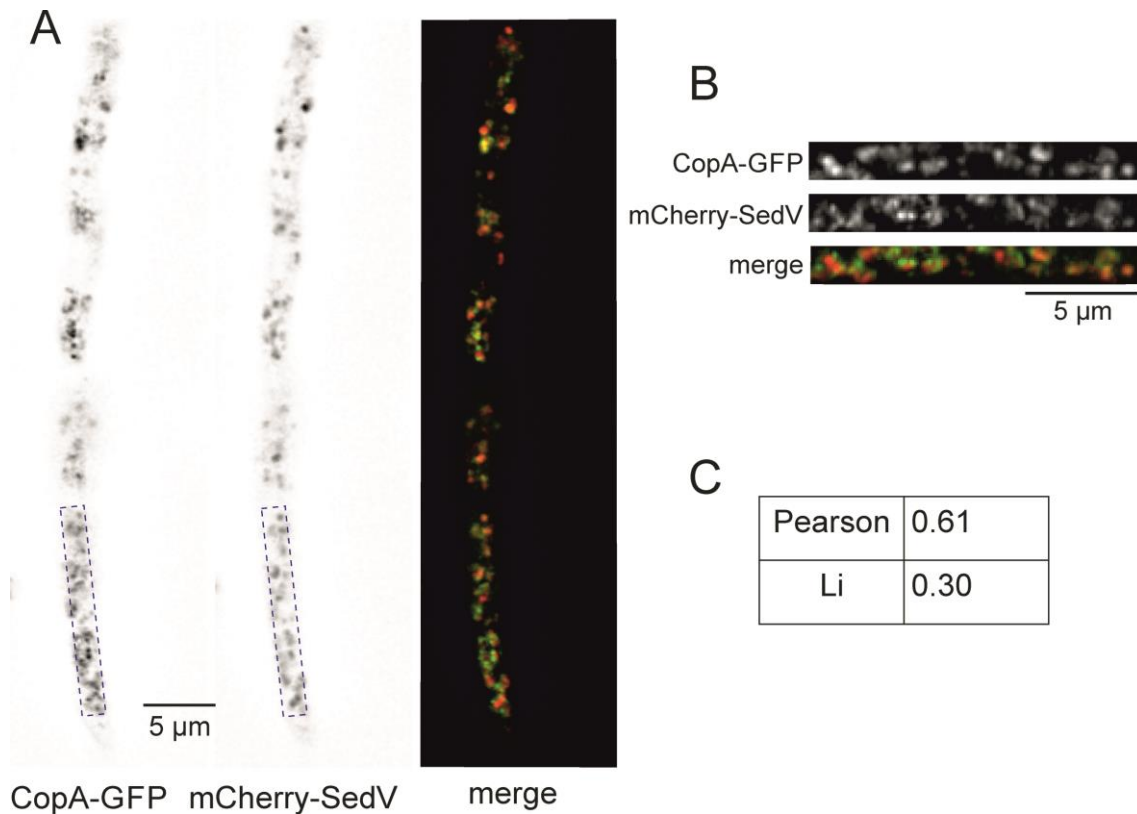 A
5 µm
CopA-GFP mCherry-SedV merge
B
CopA-GFP
mCherry-SedV
merge
5 µm
C
Pearson 0.61
Li 0.30